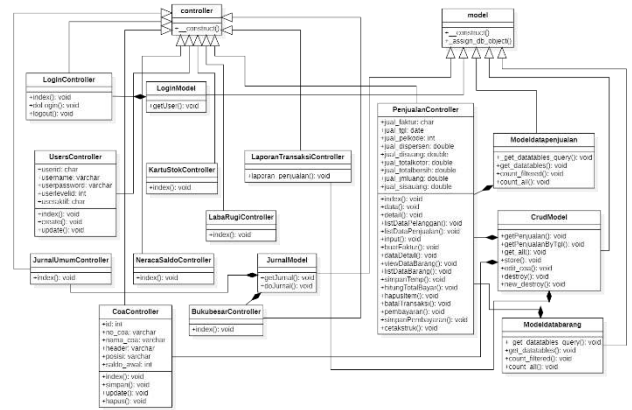 controller
+__construct()
model
+__construct()
+_assign_db_object()
LoginController
+index(): void
+doLogin(): void
+logout(): void
LoginModel
+getUser(): void
UsersController
+userid: char
+username: varchar
+userpassword: varchar
+userlevelid: int
+useraktif: char
+index(): void
+create(): void
+update(): void
KartuStokController
+index(): void
LaporanTransaksiController
+laporan_penjualan(): void
LabaRugiController
+index(): void
PenjualanController
+jual_faktur: char
+jual_tgl: date
+jual_pelkode: int
+jual_dispersen: double
+jual_disuang: double
+jual_totalkotor: double
+jual_totalbersih: double
+jual_jmluang: double
+jual_sisauang: double
+index(): void
+data(): void
+detail(): void
+listDataPelanggan(): void
+listDataPenjualan(): void
+input(): void
+buatFaktur(): void
+dataDetail(): void
+viewDataBarang(): void
+listDataBarang(): void
+simpanTemp(): void
+hitungTotalBayar(): void
+hapusItem(): void
+batalTransaksi(): void
+pembayaran(): void
+simpanPembayaran(): void
+cetakstruk(): void
Modeldatapenjualan
+_get_datatables_query(): void
+get_datatables(): void
+count_filtered(): void
+count_all(): void
CrudModel
+getPenjualan(): void
+getPenjualanByTgl(): void
+get_all(): void
+store(): void
+edit_coa(): void
+destroy(): void
+new_destroy(): void
JurnalUmumController
+index(): void
NeracaSaldoController
+index(): void
JurnalModel
+getJurnal(): void
+doJurnal(): void
CoaController
+id: int
+no_coa: varchar
+nama_coa: varchar
+header: varchar
+posisi: varchar
+saldo_awal: int
+index(): void
+simpan(): void
+update(): void
+hapus(): void
BukubesarController
+index(): void
Modeldatabarang
+_get_datatables_query(): void
+get_datatables(): void
+count_filtered(): void
+count_all(): void